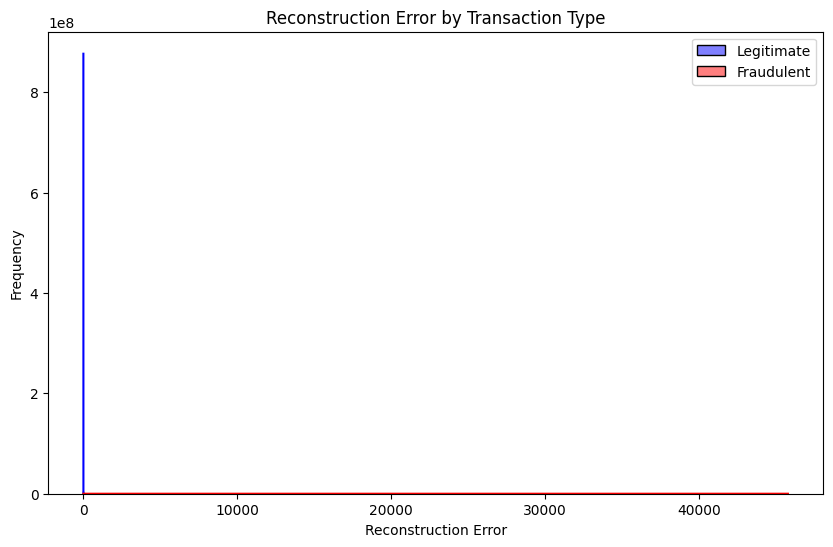 Reconstruction Error by Transaction Type
1e8
Legitimate
Fraudulent
8
6
4
2
0
Frequency
0 10000 20000 30000 40000
Reconstruction Error